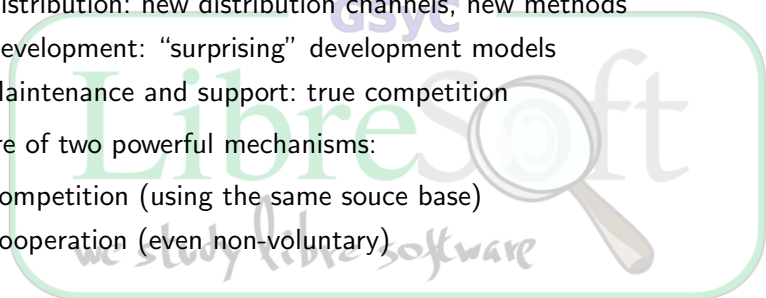 istribution: new distribution channels, new methods
GSyC
evelopment: “surprising” development models
aintenance and support: true competition
LibreSoft
re of two powerful mechanisms:
ompetition (using the same souce base)
ooperation (even non-voluntary)
we study libre software